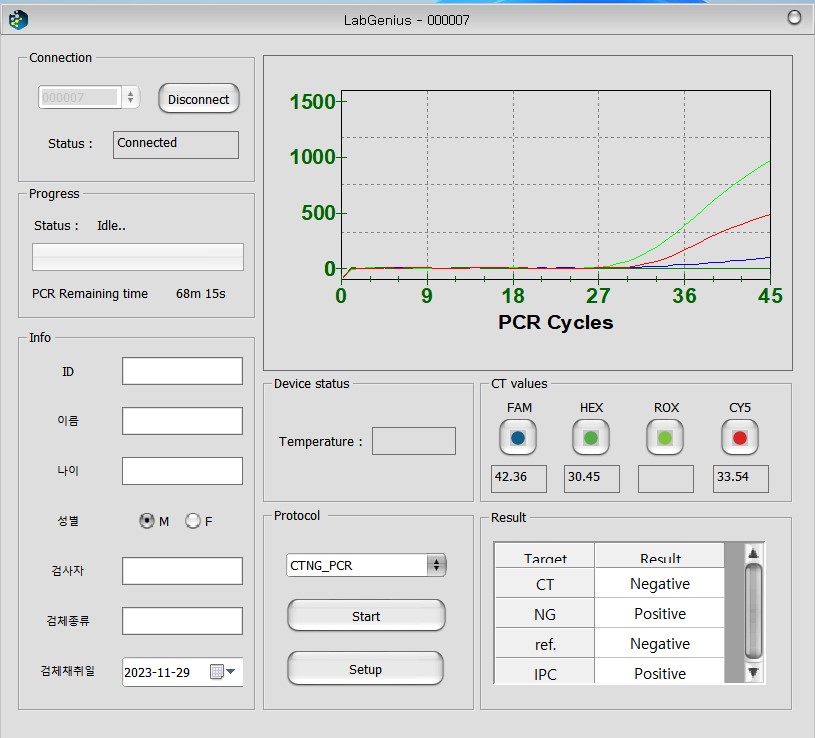 LabGenius - 000007
Connection
000007
Disconnect
Status :
Connected
Progress
Status :
Idle..
PCR Remaining time
68m 15s
Info
ID
이름
나이
성별
M
F
검사자
검체종류
검체채취일
2023-11-29
1500
1000
500
0
0
9
18
27
36
45
PCR Cycles
Device status
Temperature :
CT values
FAM
HEX
ROX
CY5
42.36
30.45
33.54
Protocol
CTNG_PCR
Start
Setup
Result
Target
Result
CT
Negative
NG
Positive
ref.
Negative
IPC
Positive